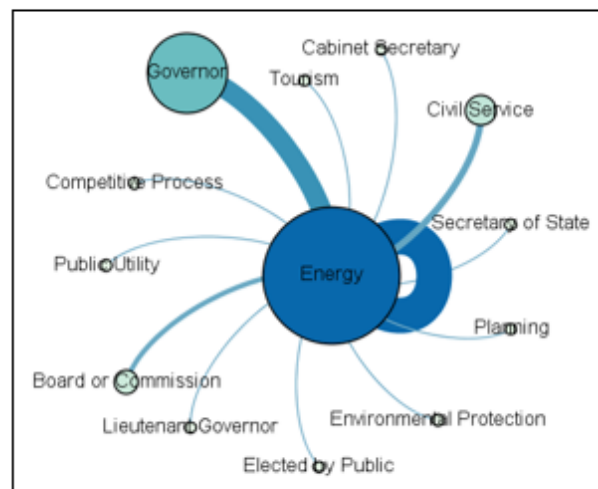 Cabinet Secretary
Governor
Tourism
Civil Service
Competitive Process
Secretary of State
Public Utility
Energy
Planning
Board or Commission
Environmental Protection
Lieutenant Governor
Elected by Public